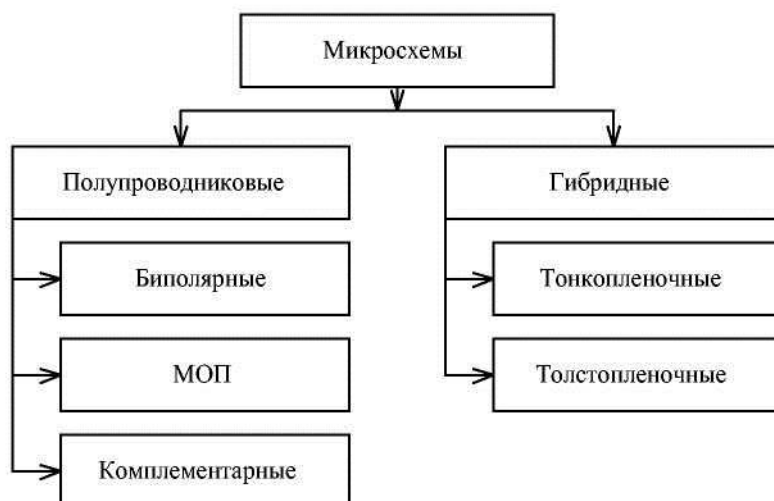 Микросхемы
Полупроводниковые
Гибридные
Биполярные
Тонкопленочные
МОП
Толстопленочные
Комплементарные